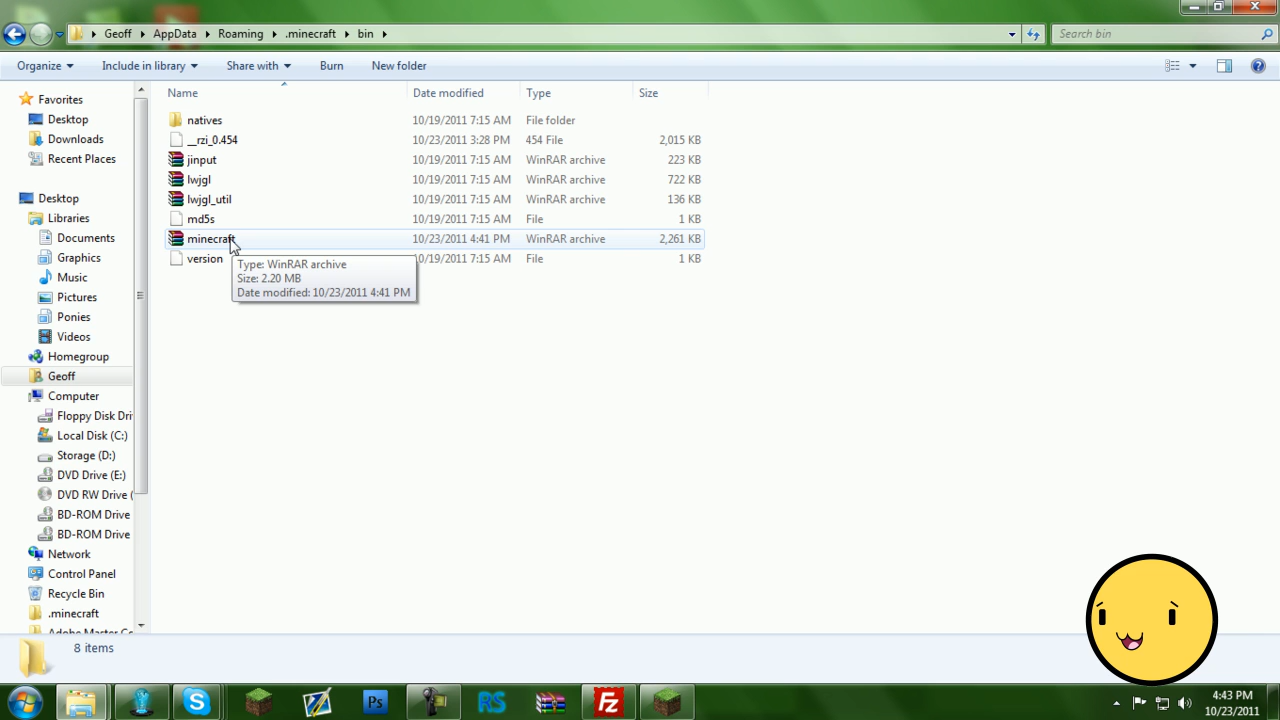 Geoff AppData Roaming .minecraft bin
Search bin
Organize Include in library Share with Burn New folder
Name Date modified Type Size
natives 10/19/2011 7:15 AM File folder
__rzi_0.454 10/23/2011 3:28 PM 454 File 2,015 KB
jinput 10/19/2011 7:15 AM WinRAR archive 223 KB
lwjgl 10/19/2011 7:15 AM WinRAR archive 722 KB
lwjgl_util 10/19/2011 7:15 AM WinRAR archive 136 KB
md5s 10/19/2011 7:15 AM File 1 KB
minecraft 10/23/2011 4:41 PM WinRAR archive 2,261 KB
version 10/19/2011 7:15 AM File 1 KB
Type: WinRAR archive
Size: 2.20 MB
Date modified: 10/23/2011 4:41 PM
Favorites
Desktop
Downloads
Recent Places
Desktop
Libraries
Documents
Graphics
Music
Pictures
Ponies
Videos
Homegroup
Geoff
Computer
Floppy Disk Dri
Local Disk (C:)
Storage (D:)
DVD Drive (E:)
DVD RW Drive (
BD-ROM Drive
BD-ROM Drive
Network
Control Panel
Recycle Bin
.minecraft
Adobe Master Co
8 items
Ps
RS
Fz
4:43 PM
10/23/2011